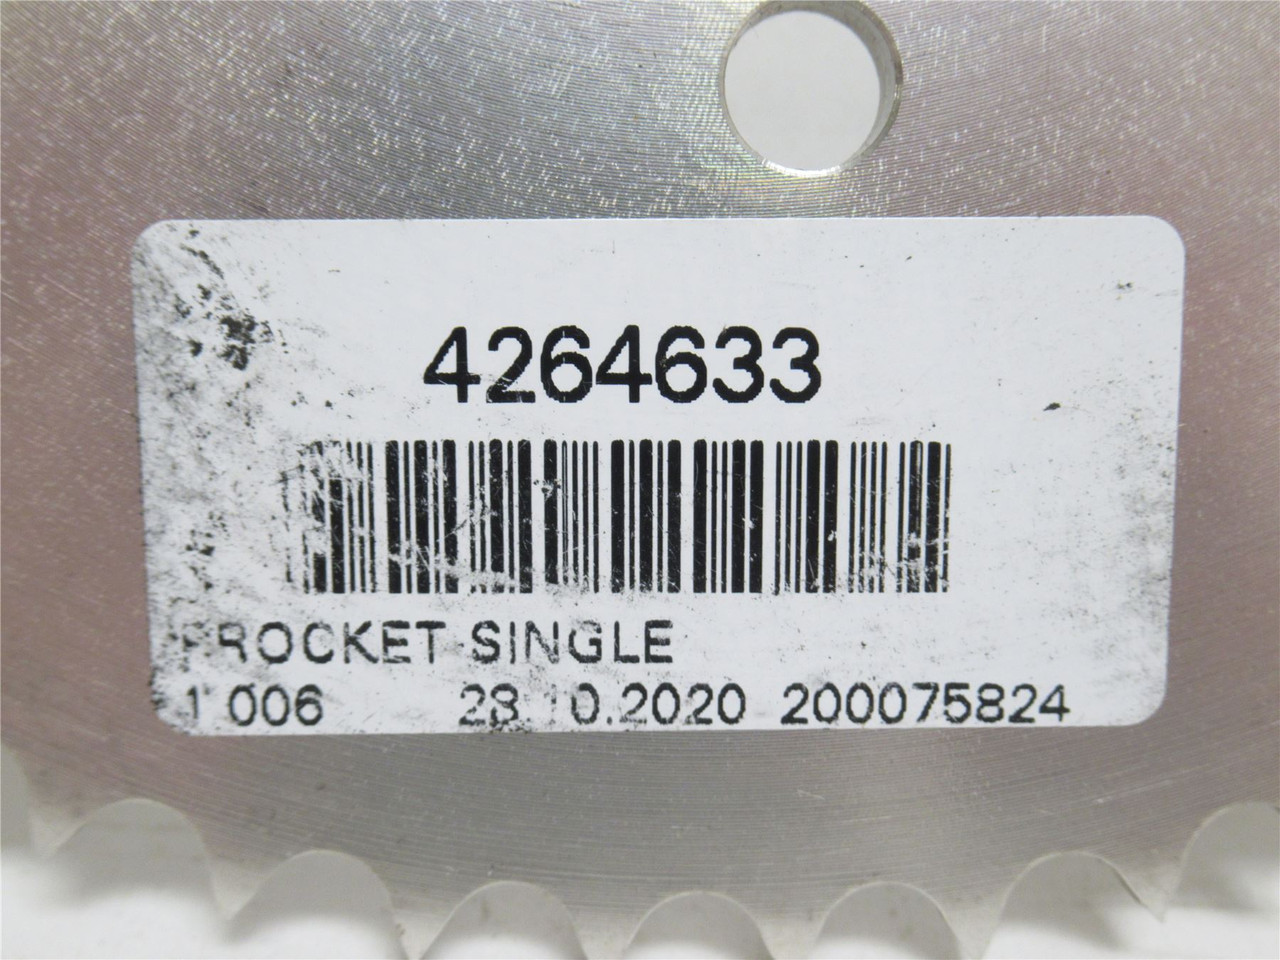 4264633
PROCKET SINGLE
1 006 28.10.2020 200075824